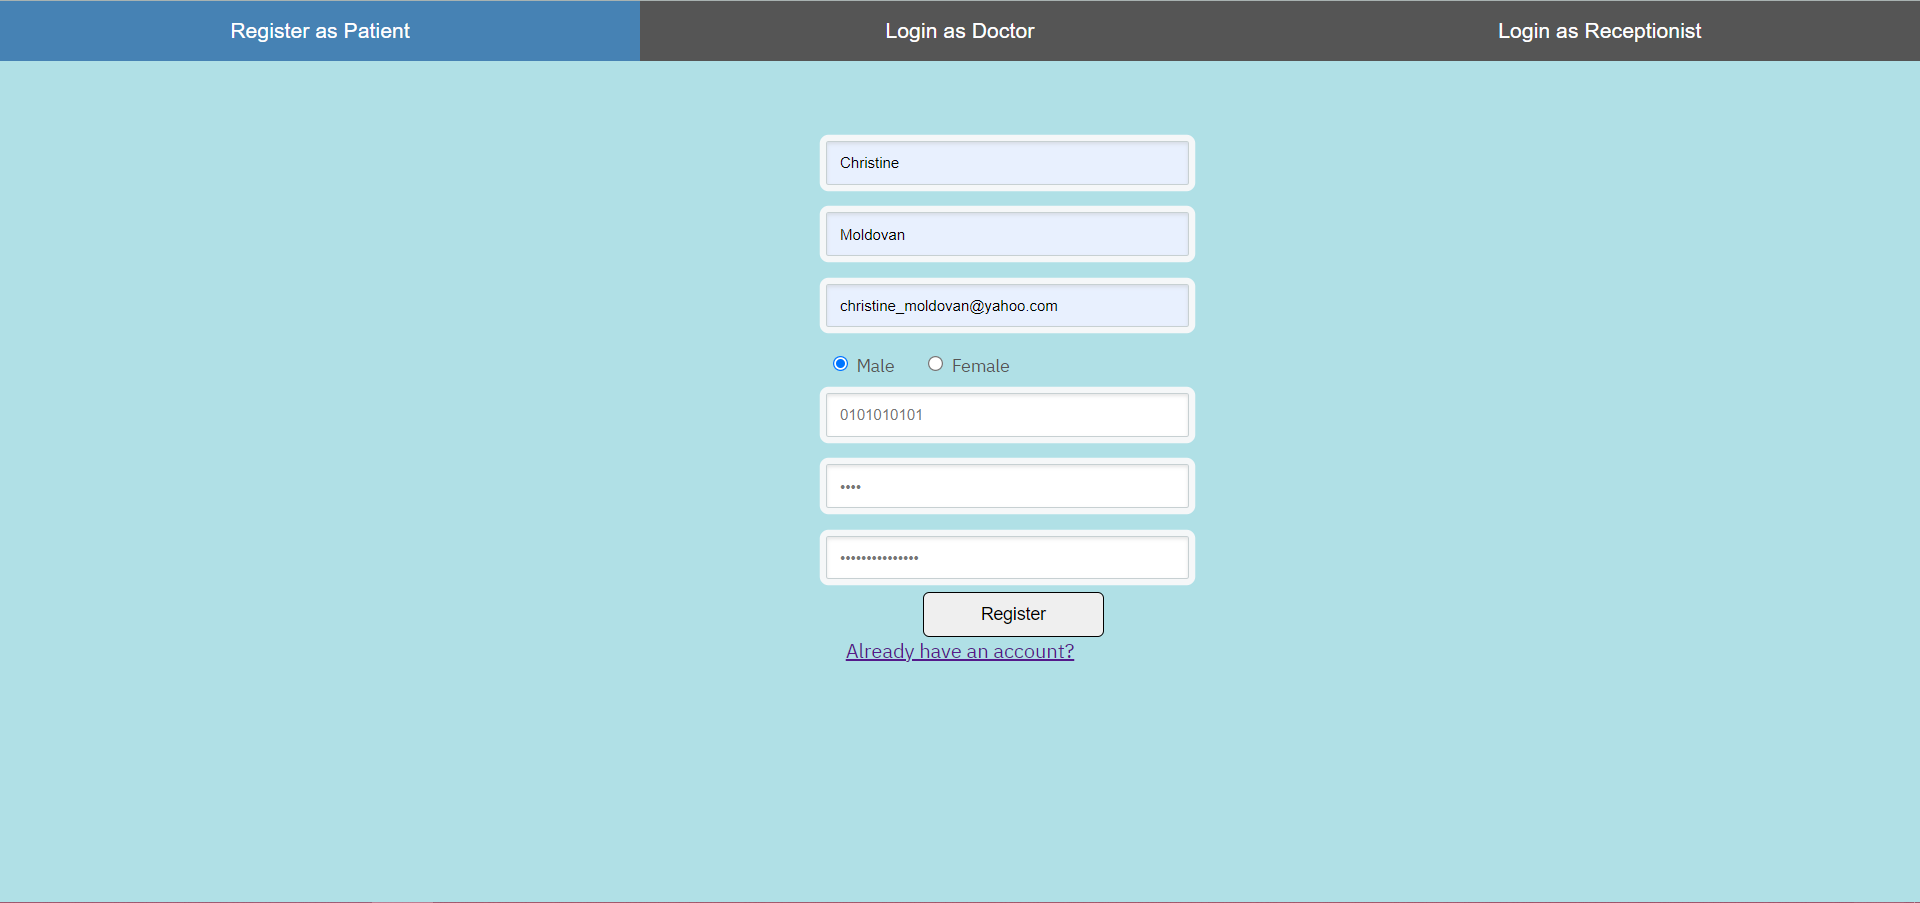 Register as Patient Login as Doctor Login as Receptionist
Christine
Moldovan
christine_moldovan@yahoo.com
Male Female
0101010101
••••
•••••••••••••••
Register
Already have an account?